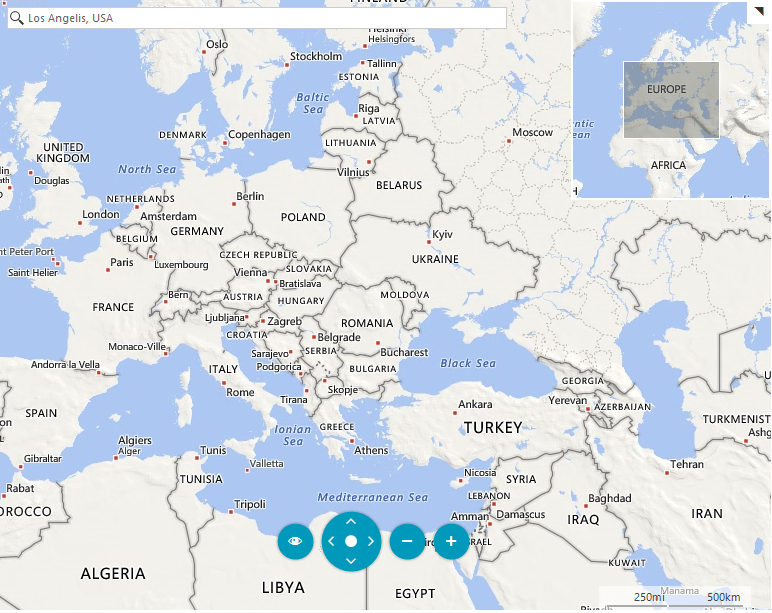 Los Angelis, USA
FINLAND
Helsinki
Helsingfors
Oslo
Stockholm
Tallinn
ESTONIA
Baltic
Sea
Riga
LATVIA
DENMARK
Copenhagen
Moscow
LITHUANIA
Vilnius
UNITED
KINGDOM
North Sea
Douglas
BELARUS
EUROPE
AFRICA
NETHERLANDS
Berlin
London
Amsterdam
POLAND
GERMANY
BELGIUM
Kyiv
UKRAINE
nt Peter Port
Saint Helier
Paris
Luxembourg
CZECH REPUBLIC
SLOVAKIA
Vienna
Bratislava
Bern
AUSTRIA
HUNGARY
MOLDOVA
FRANCE
Ljubljana
Zagreb
ROMANIA
CROATIA
Belgrade
Monaco-Ville
Sarajevo
SERBIA
Bucharest
Andorra la Vella
ITALY
Podgorica
BULGARIA
Black Sea
GEORGIA
Rome
Skopje
Tirana
Yerevan
AZERBAIJAN
SPAIN
Ankara
TURKEY
TURKMENIST
Ashg
Ionian
Sea
GREECE
Athens
Algiers
Alger
Tunis
Gibraltar
Valletta
Tehran
Nicosia
TUNISIA
SYRIA
Rabat
Mediterranean Sea
LEBANON
Baghdad
OROCCO
Tripoli
Amman
Damascus
IRAQ
IRAN
ISRAEL
KUWAIT
ALGERIA
LIBYA
EGYPT
Manama
250mi
500km